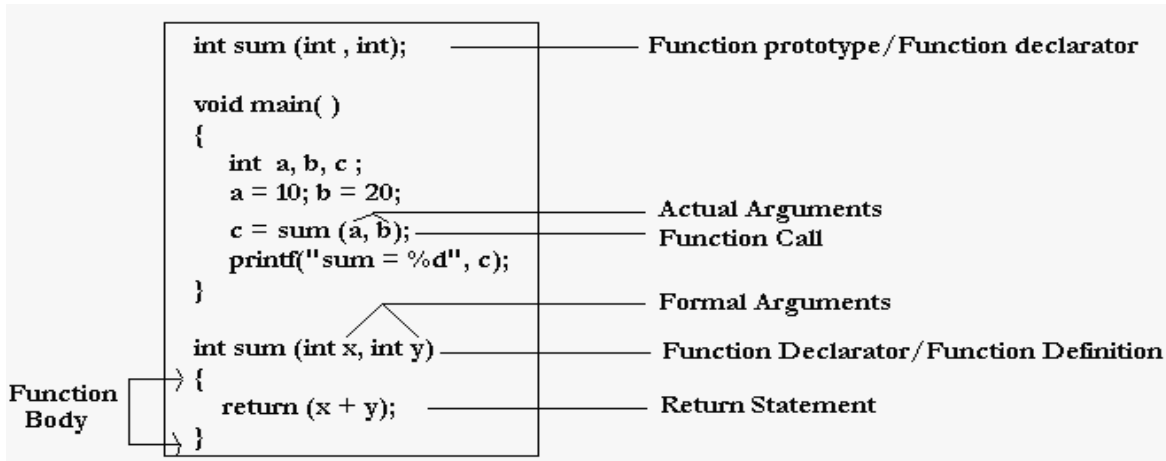 int sum (int , int);
Function prototype/Function declarator
void main( )
{
int a, b, c ;
a = 10; b = 20;
c = sum (a, b);
Actual Arguments
Function Call
printf("sum = %d", c);
}
Formal Arguments
int sum (int x, int y)
Function Declarator/Function Definition
{
return (x + y);
Return Statement
}
Function
Body